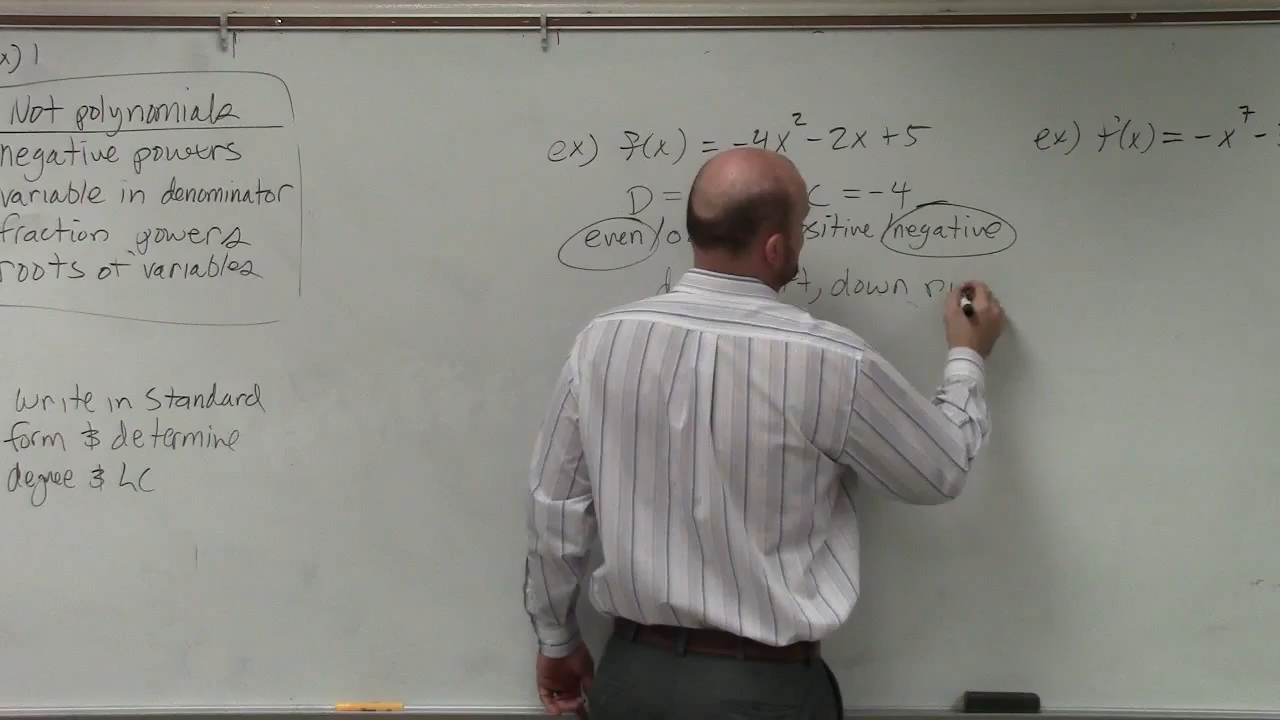 x) 1
Not polynomials
negative powers
variable in denominator
fraction powers
roots of variables
write in standard
form & determine
degree & LC
ex) f(x) = -4x² - 2x + 5
D = C = -4
even/o sitive/negative
t, down ri
ex) f(x) = -x⁷ -